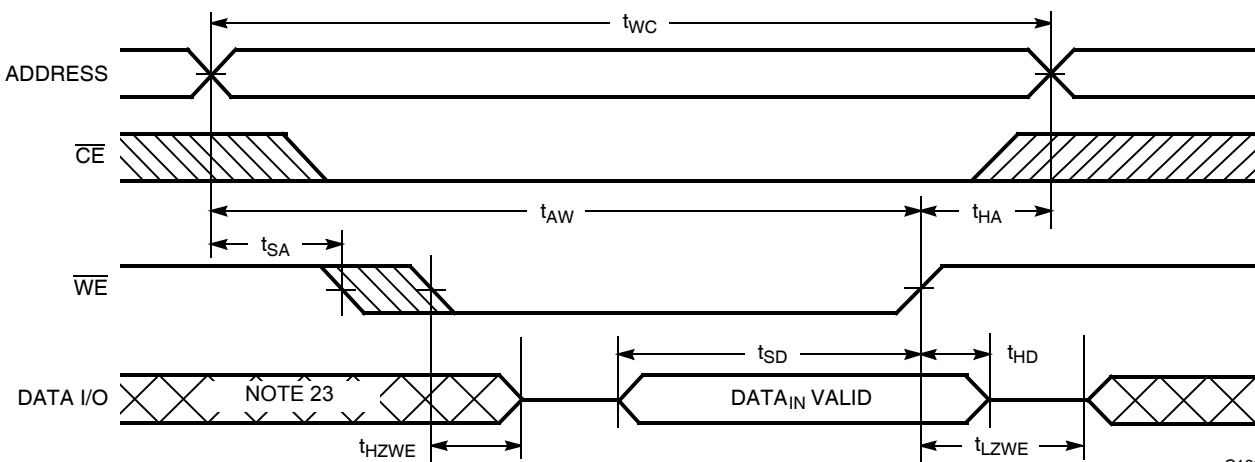 tWC
ADDRESS
CE
tAW
tHA
tSA
WE
tSD
tHD
DATA I/O
NOTE 23
DATAIN VALID
tHZWE
tLZWE